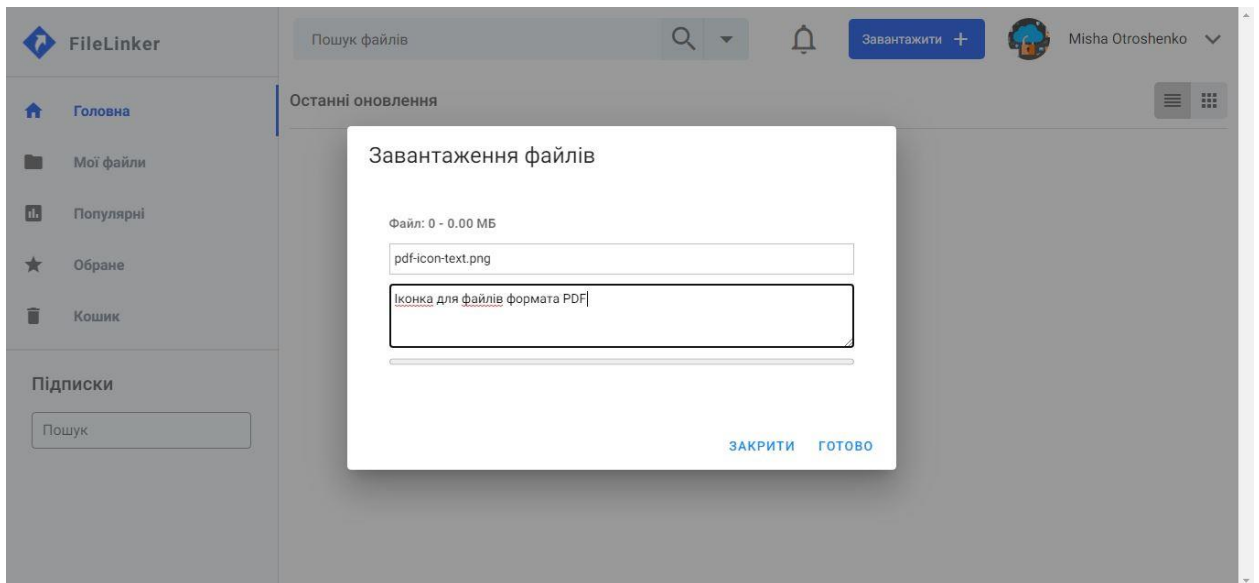 FileLinker
Пошук файлів
Завантажити +
Misha Otroshenko
Головна
Мої файли
Популярні
Обране
Кошик
Підписки
Пошук
Останні оновлення
Завантаження файлів
Файл: 0 - 0.00 МБ
pdf-icon-text.png
Іконка для файлів формата PDF
ЗАКРИТИ ГОТОВО